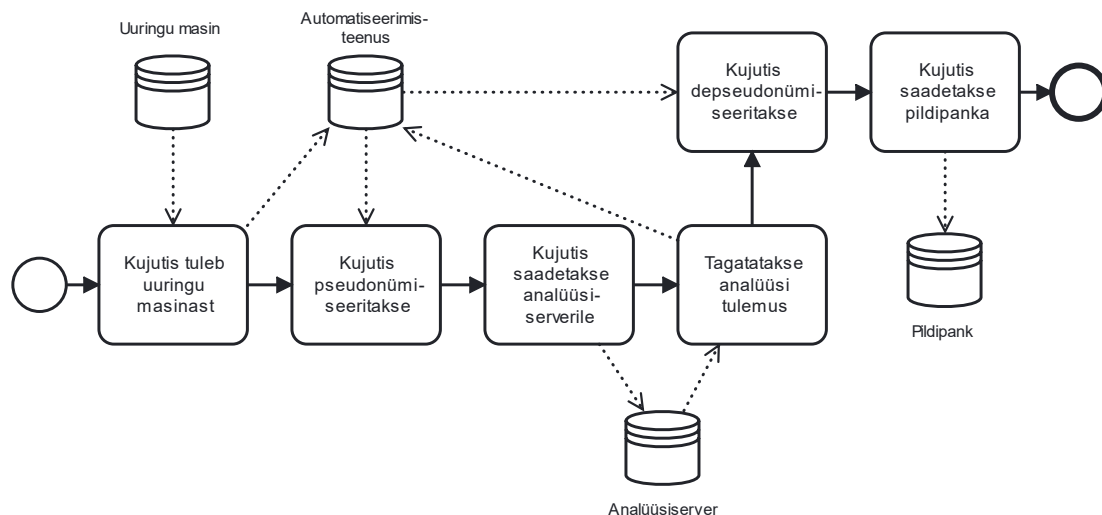 Uuringu masin
Automatiseerimis-
teenus
Kujutis
depseudonümi-
seeritakse
Kujutis
saadetakse
pildipanka
Kujutis tuleb
uuringu
masinast
Kujutis
pseudonümi-
seeritakse
Kujutis
saadetakse
analüüsi-
serverile
Tagatatakse
analüüsi
tulemus
Pildipank
Analüüsiserver